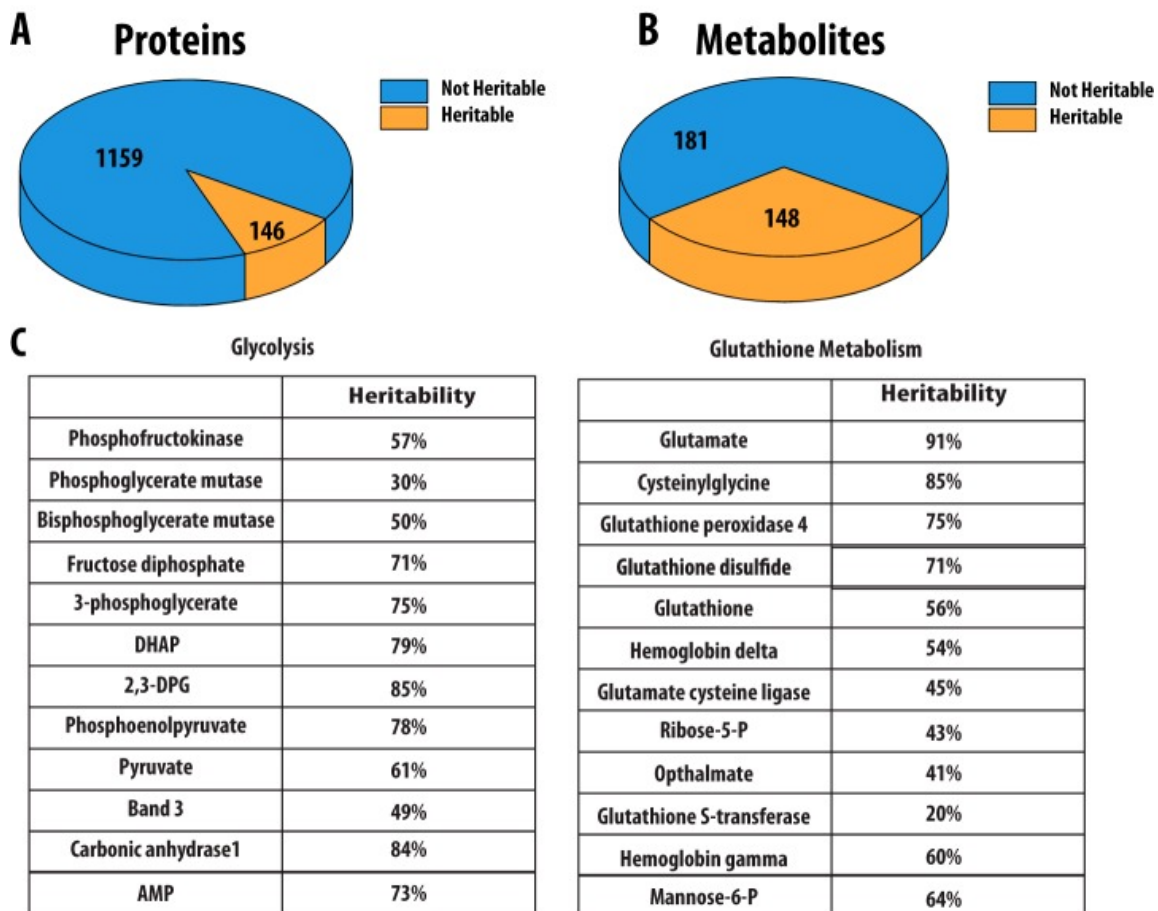 A Proteins
Not Heritable
Heritable
1159
146
B Metabolites
Not Heritable
Heritable
181
148
C Glycolysis
Heritability
Phosphofructokinase 57%
Phosphoglycerate mutase 30%
Bisphosphoglycerate mutase 50%
Fructose diphosphate 71%
3-phosphoglycerate 75%
DHAP 79%
2,3-DPG 85%
Phosphoenolpyruvate 78%
Pyruvate 61%
Band 3 49%
Carbonic anhydrase1 84%
AMP 73%
Glutathione Metabolism
Heritability
Glutamate 91%
Cysteinylglycine 85%
Glutathione peroxidase 4 75%
Glutathione disulfide 71%
Glutathione 56%
Hemoglobin delta 54%
Glutamate cysteine ligase 45%
Ribose-5-P 43%
Opthalmate 41%
Glutathione S-transferase 20%
Hemoglobin gamma 60%
Mannose-6-P 64%